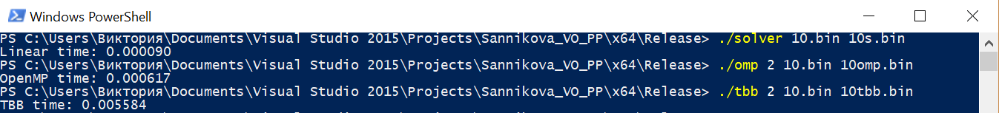 Windows PowerShell
PS C:\Users\Виктория\Documents\Visual Studio 2015\Projects\Sannikova_VO_PP\x64\Release> ./solver 10.bin 10s.bin
Linear time: 0.000090
PS C:\Users\Виктория\Documents\Visual Studio 2015\Projects\Sannikova_VO_PP\x64\Release> ./omp 2 10.bin 10omp.bin
OpenMP time: 0.000617
PS C:\Users\Виктория\Documents\Visual Studio 2015\Projects\Sannikova_VO_PP\x64\Release> ./tbb 2 10.bin 10tbb.bin
TBB time: 0.005584